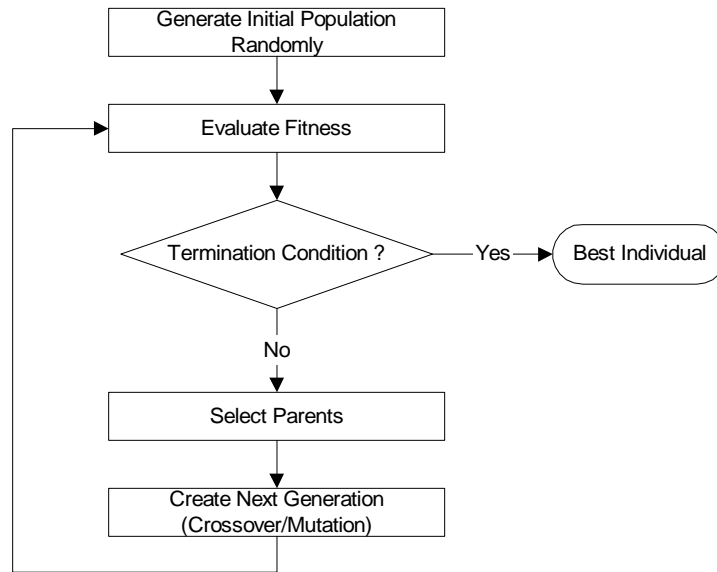 Generate Initial Population
Randomly
Evaluate Fitness
Termination Condition ?
Yes
Best Individual
No
Select Parents
Create Next Generation
(Crossover/Mutation)